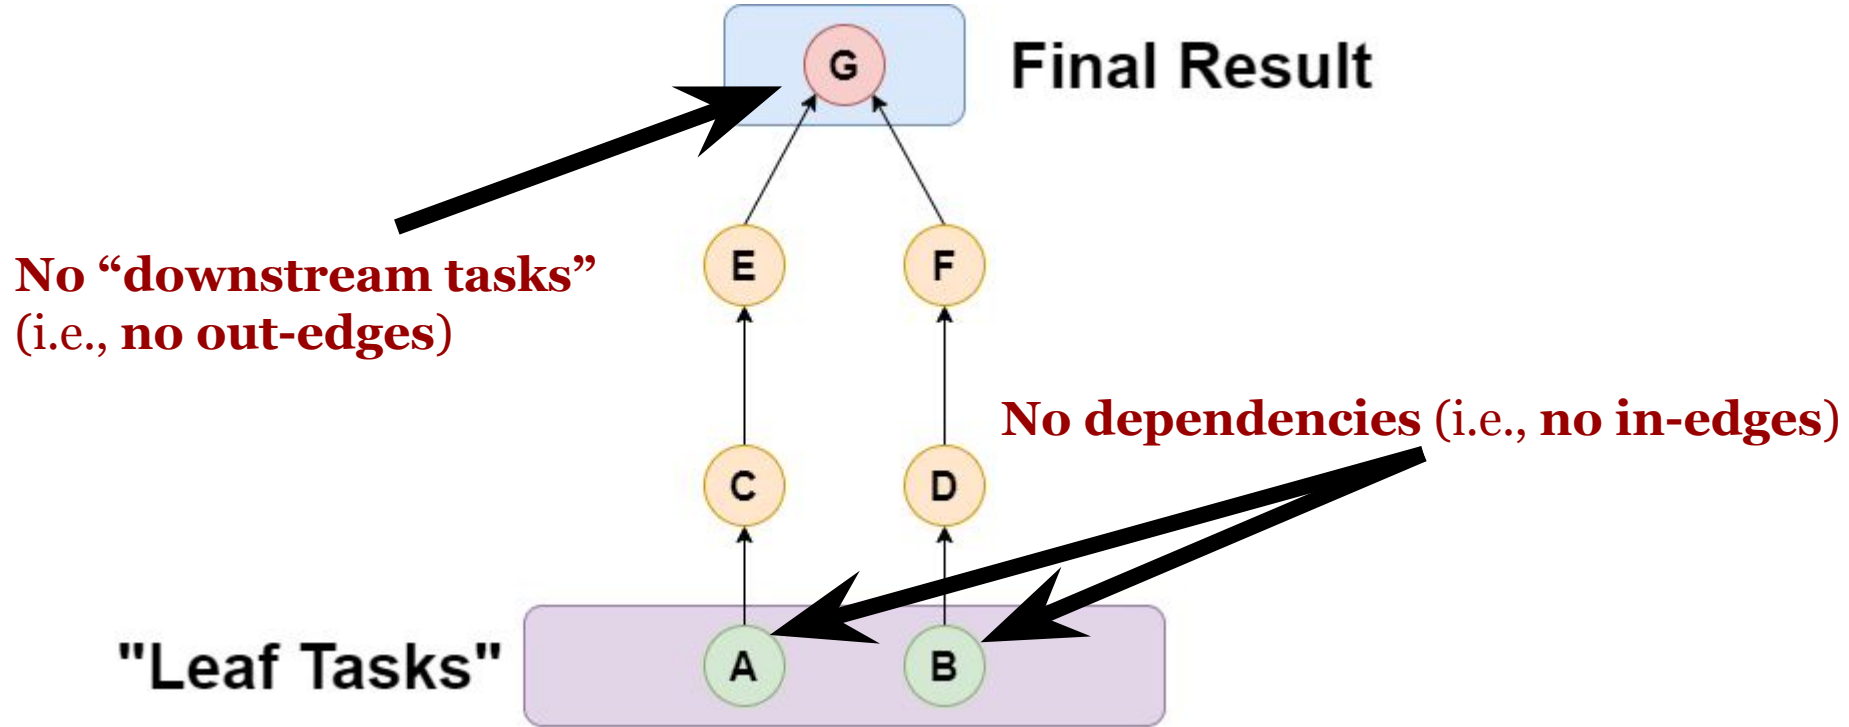 G
Final Result
E
F
No “downstream tasks”
(i.e., no out-edges)
No dependencies (i.e., no in-edges)
C
D
"Leaf Tasks"
A
B